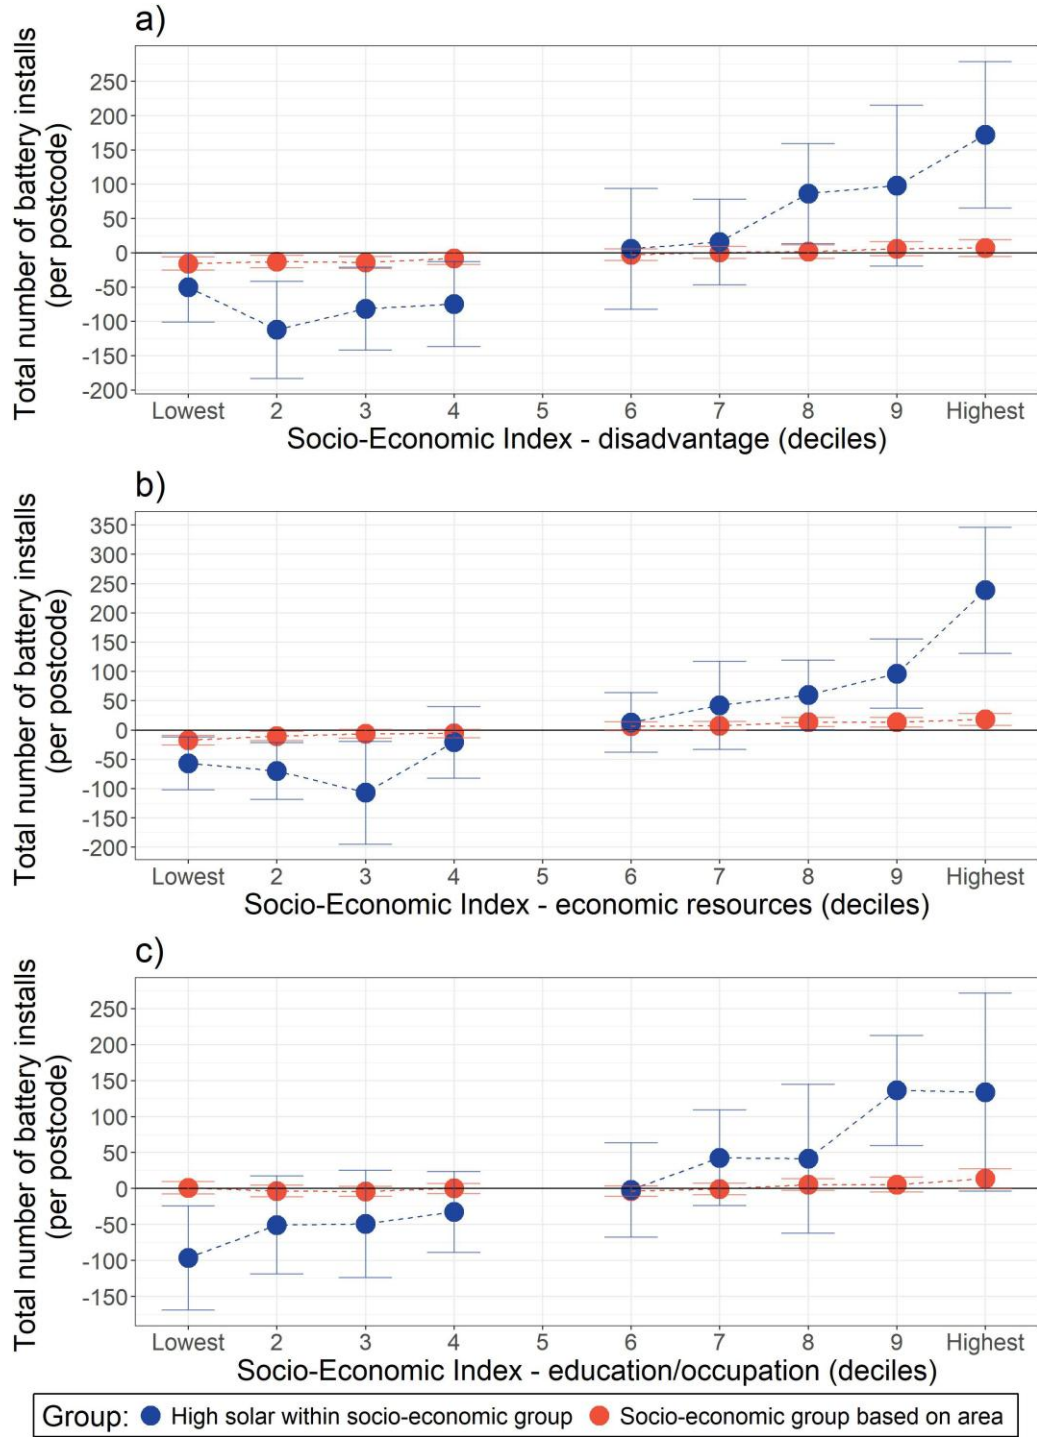 a)
Total number of battery installs
(per postcode)
250
200
150
100
50
0
-50
-100
-150
-200
Lowest 2 3 4 5 6 7 8 9 Highest
Socio-Economic Index - disadvantage (deciles)
b)
Total number of battery installs
(per postcode)
350
300
250
200
150
100
50
0
-50
-100
-150
-200
Lowest 2 3 4 5 6 7 8 9 Highest
Socio-Economic Index - economic resources (deciles)
c)
Total number of battery installs
(per postcode)
250
200
150
100
50
0
-50
-100
-150
Lowest 2 3 4 5 6 7 8 9 Highest
Socio-Economic Index - education/occupation (deciles)
Group: High solar within socio-economic group Socio-economic group based on area